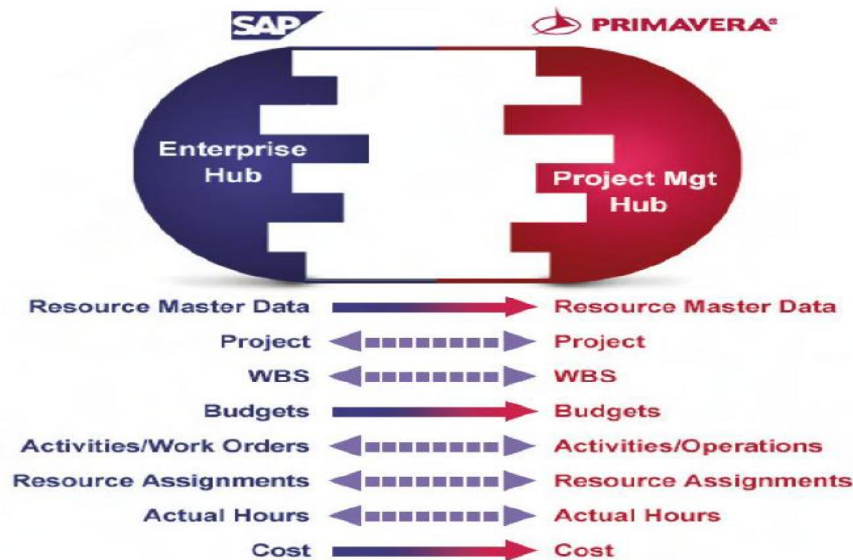 SAP PRIMAVERA®
Enterprise Hub
Project Mgt Hub
Resource Master Data Resource Master Data
Project Project
WBS WBS
Budgets Budgets
Activities/Work Orders Activities/Operations
Resource Assignments Resource Assignments
Actual Hours Actual Hours
Cost Cost